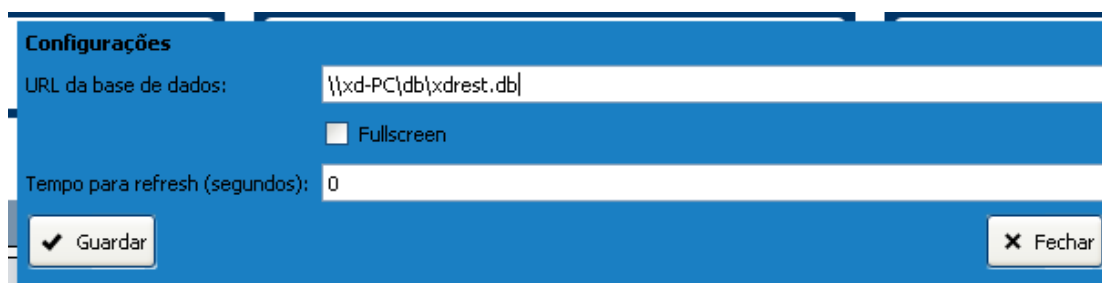 Configurações
URL da base de dados: \\xd-PC\db\xdrest.db
Fullscreen
Tempo para refresh (segundos): 0
Guardar Fechar